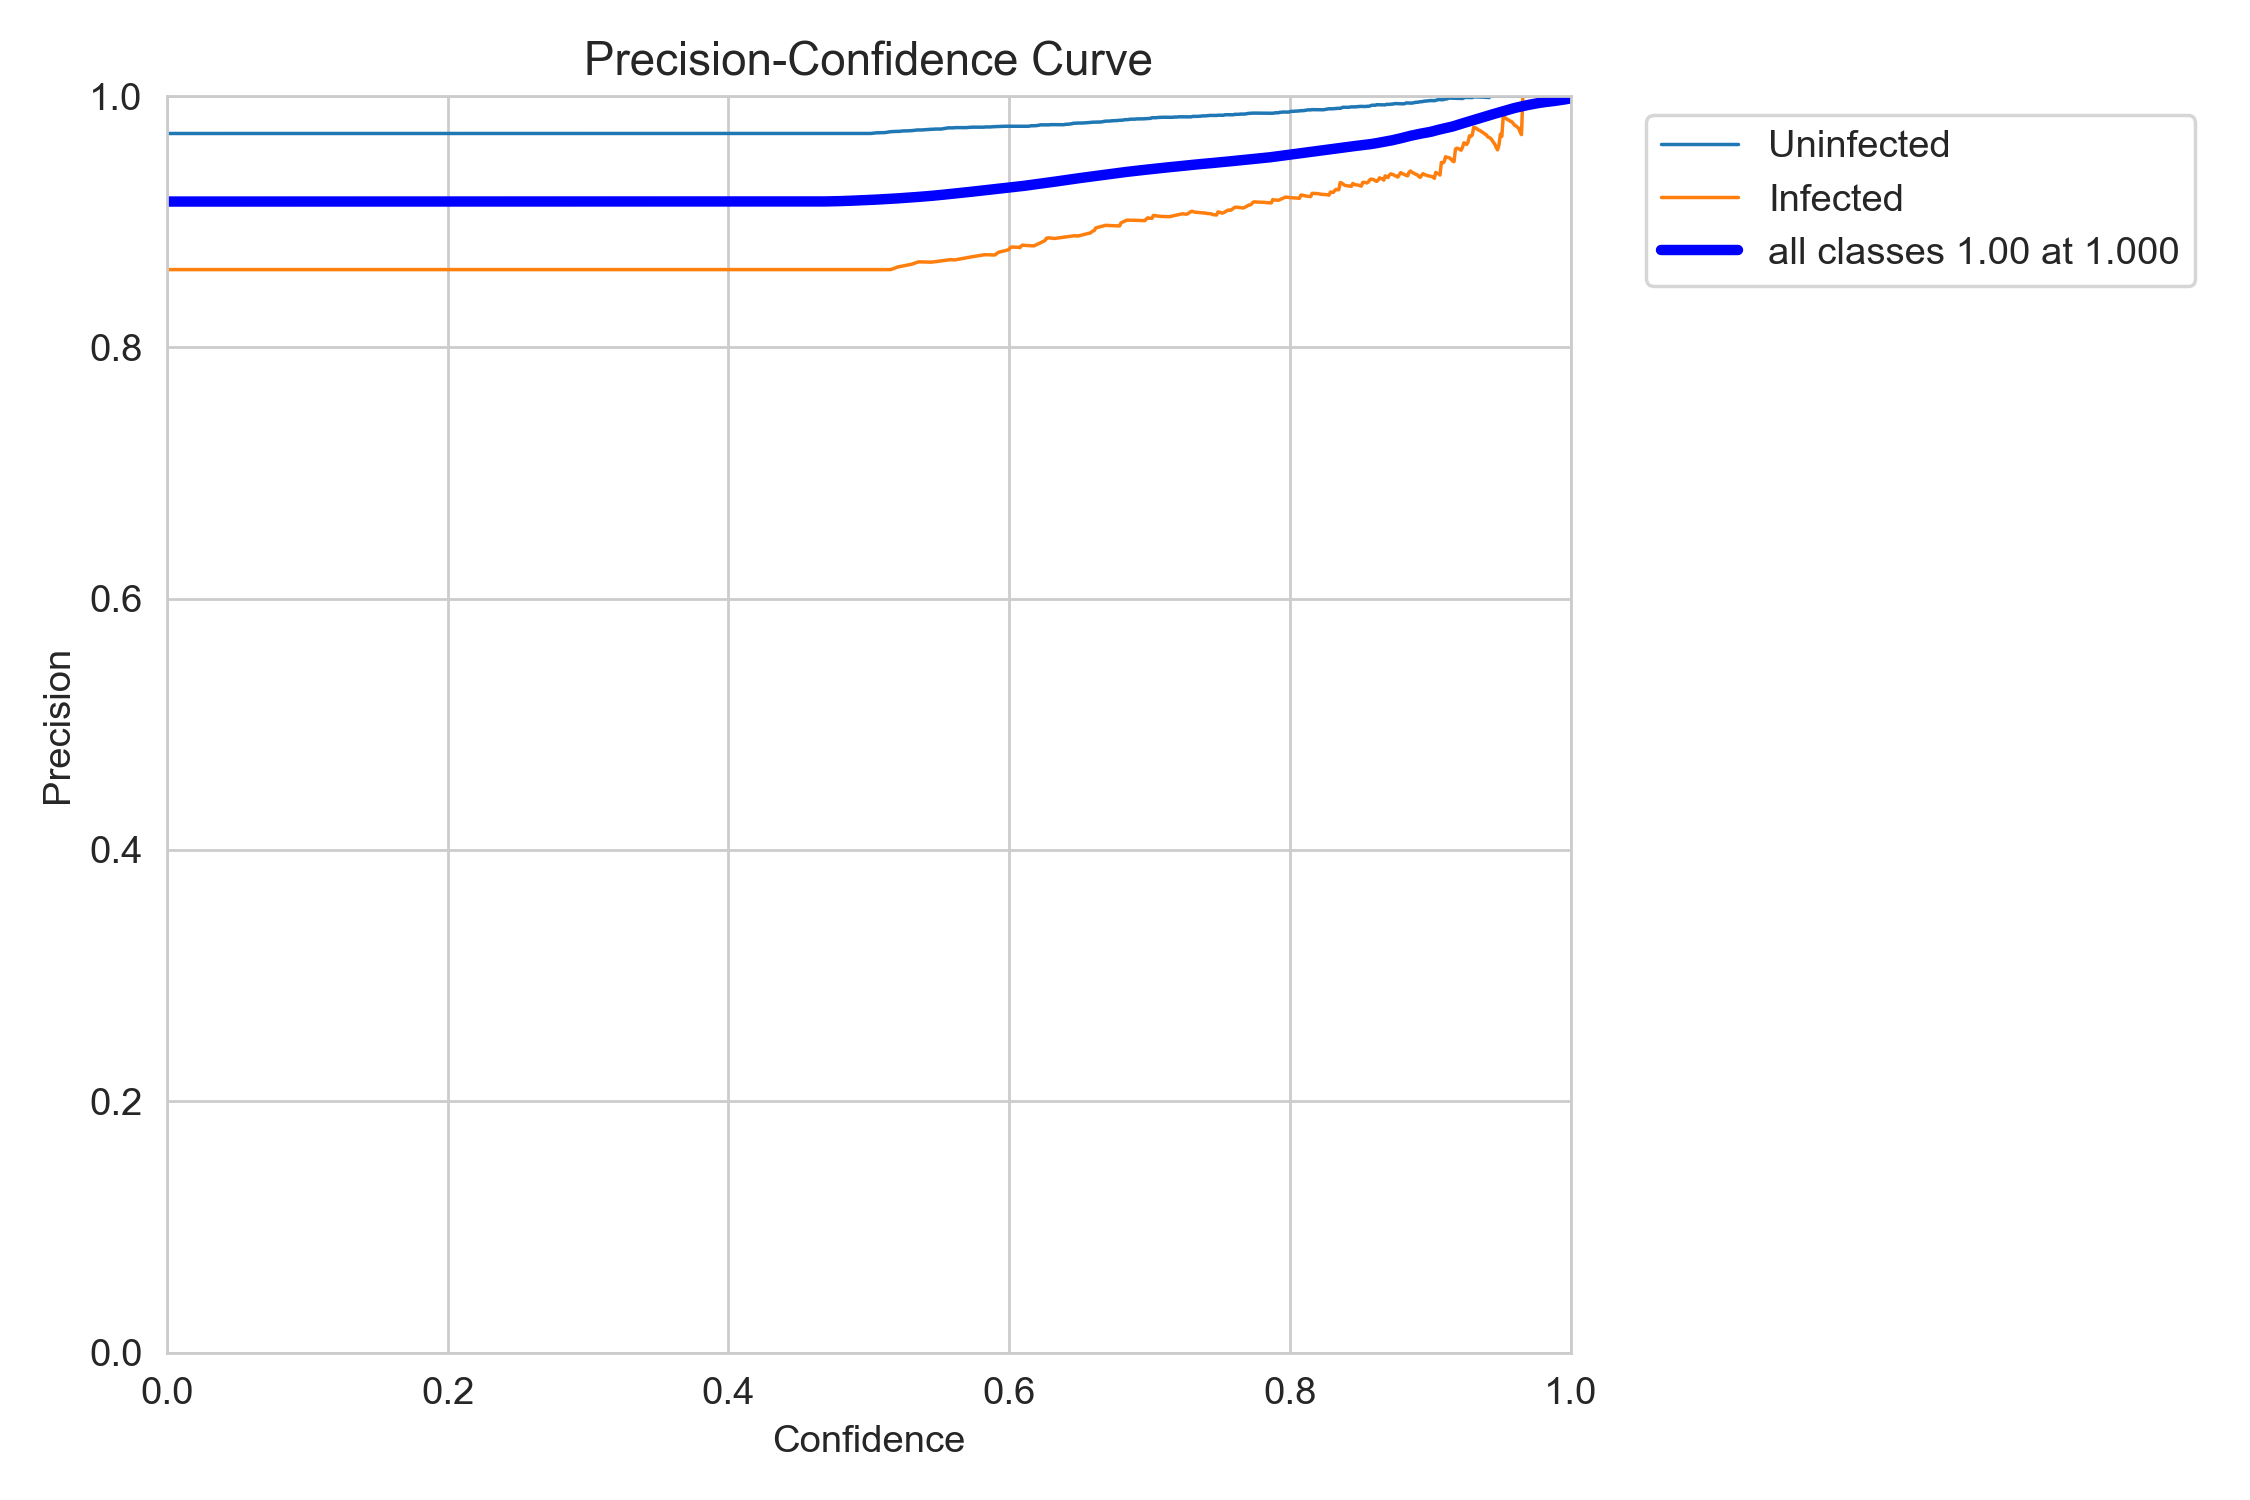 Precision-Confidence Curve
1.0
0.8
0.6
0.4
0.2
0.0
Precision
0.0 0.2 0.4 0.6 0.8 1.0
Confidence
Uninfected
Infected
all classes 1.00 at 1.000